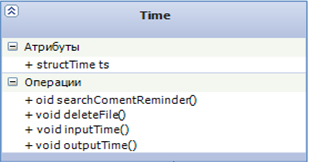 Time
Атрибуты
+ structTime ts
Операции
+ oid searchComentReminder()
+ void deleteFile()
+ void inputTime()
+ void outputTime()